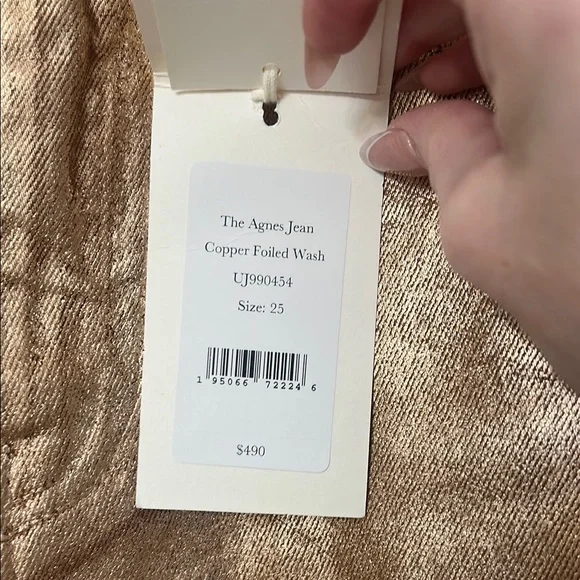 The Agnes Jean
Copper Foiled Wash
UJ990454
Size: 25
1 95066 72224 6
$490